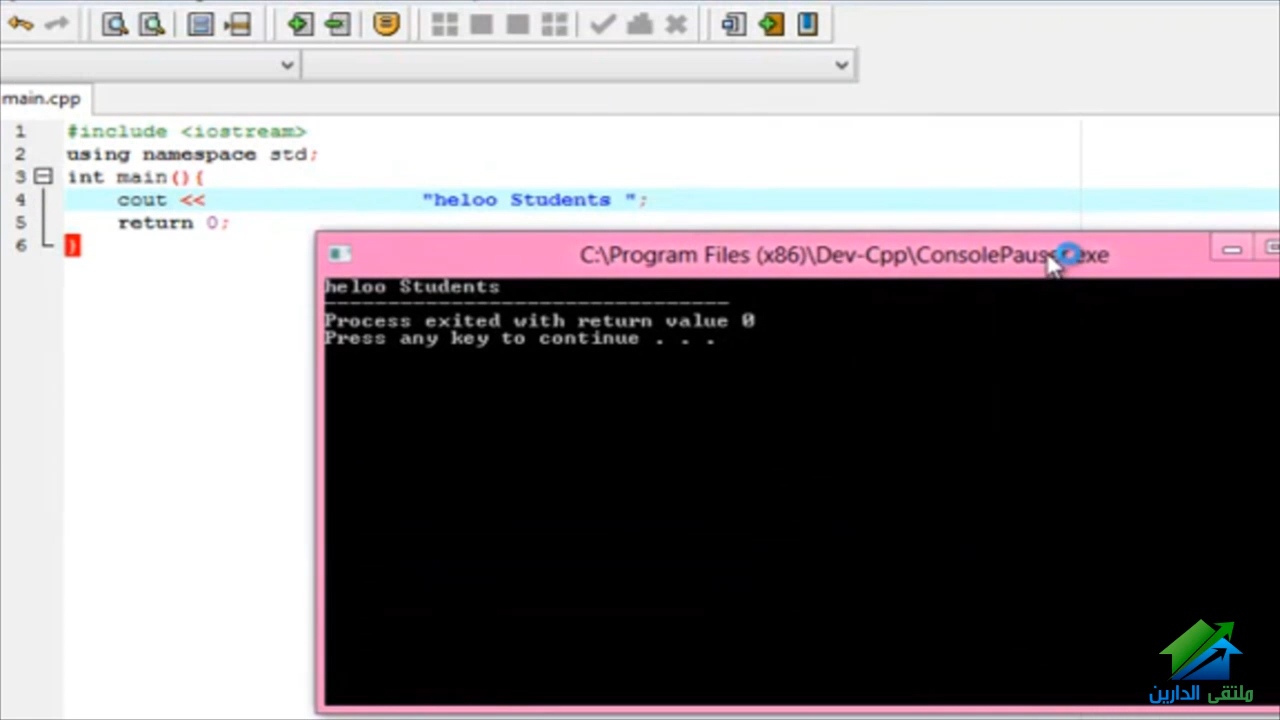 main.cpp
1 #include <iostream>
2 using namespace std;
3 int main(){
4 cout << "heloo Students ";
5 return 0;
6 }
C:\Program Files (x86)\Dev-Cpp\ConsolePauser.exe
heloo Students
--------------------------------
Process exited with return value 0
Press any key to continue . . .
ملتقى الدارين